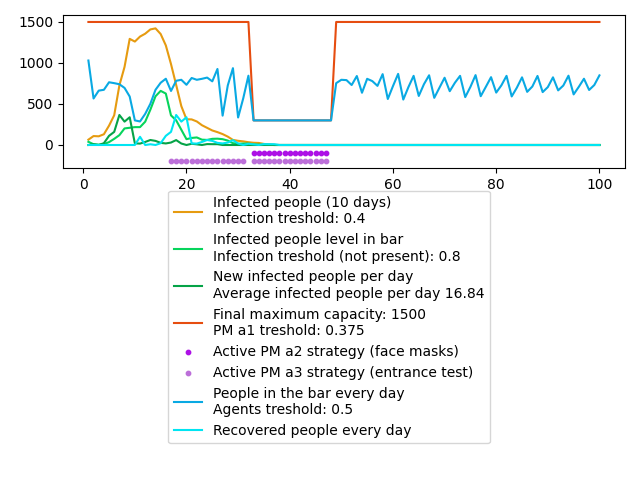 1500
1000
500
0
0 20 40 60 80 100
Infected people (10 days)
Infection treshold: 0.4
Infected people level in bar
Infection treshold (not present): 0.8
New infected people per day
Average infected people per day 16.84
Final maximum capacity: 1500
PM a1 treshold: 0.375
Active PM a2 strategy (face masks)
Active PM a3 strategy (entrance test)
People in the bar every day
Agents treshold: 0.5
Recovered people every day